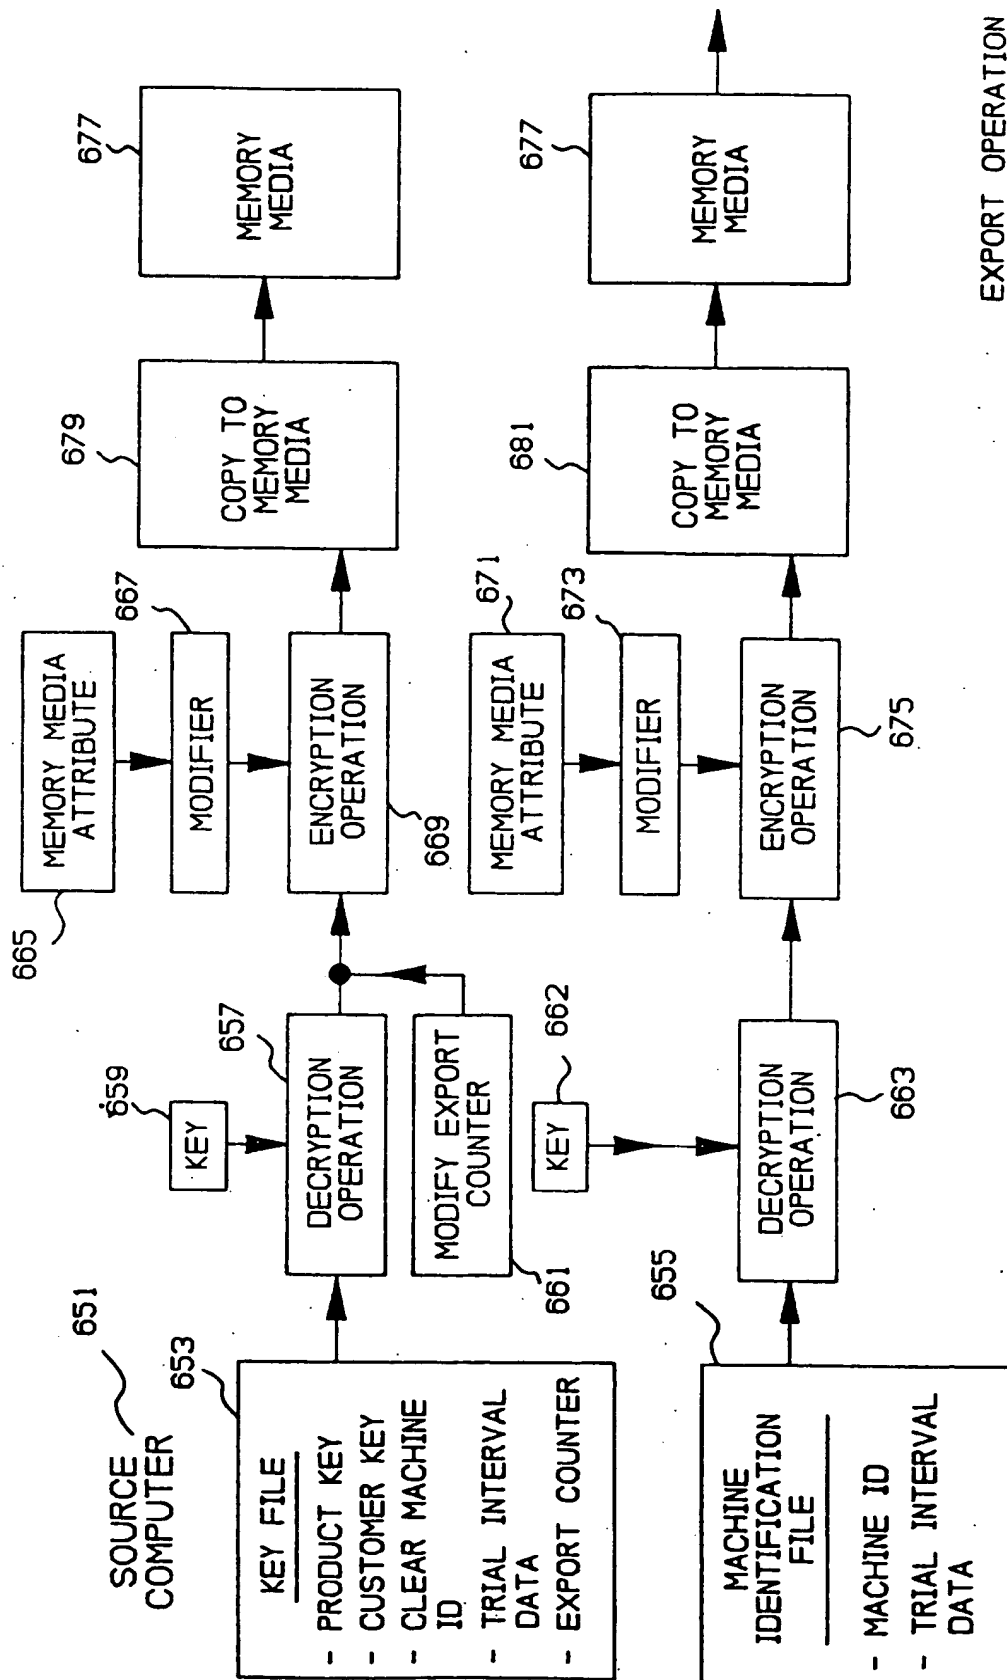 SOURCE
COMPUTER
651
653
KEY FILE
- PRODUCT KEY
- CUSTOMER KEY
- CLEAR MACHINE
ID
- TRIAL INTERVAL
DATA
- EXPORT COUNTER
659
KEY
657
DECRYPTION
OPERATION
MODIFY EXPORT
COUNTER
661
665
MEMORY MEDIA
ATTRIBUTE
667
MODIFIER
ENCRYPTION
OPERATION
669
679
COPY TO
MEMORY
MEDIA
677
MEMORY
MEDIA
655
MACHINE
IDENTIFICATION
FILE
- MACHINE ID
- TRIAL INTERVAL
DATA
662
KEY
DECRYPTION
OPERATION
663
671
MEMORY MEDIA
ATTRIBUTE
673
MODIFIER
ENCRYPTION
OPERATION
675
681
COPY TO
MEMORY
MEDIA
677
MEMORY
MEDIA
EXPORT OPERATION